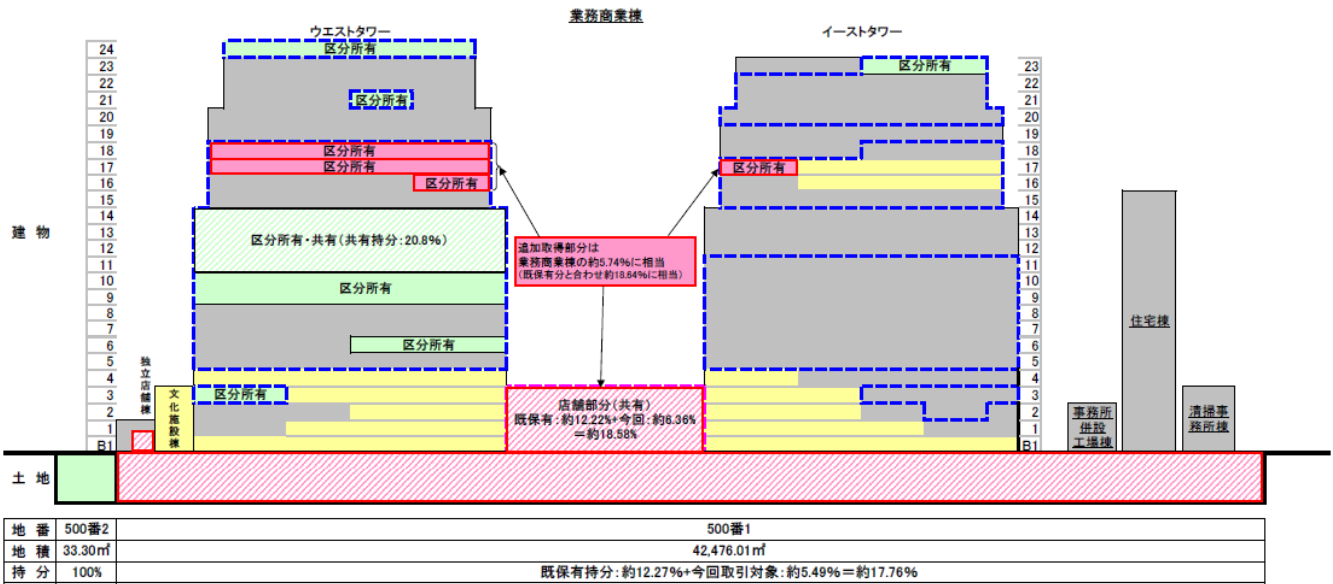 業務商業棟
ウエストタワー
イーストタワー
24
23
22
21
20
19
18
17
16
15
14
13
12
11
10
9
8
7
6
5
4
3
2
1
B1
区分所有
区分所有
区分所有
区分所有
区分所有
区分所有・共有(共有持分:20.8%)
区分所有
区分所有
区分所有
独立店舗棟
文化施設棟
追加取得部分は
業務商業棟の約5.74%に相当
(既保有分と合わせ約18.64%に相当)
店舗部分(共有)
既保有:約12.22%+今回:約6.36%
=約18.58%
区分所有
区分所有
23
22
21
20
19
18
17
16
15
14
13
12
11
10
9
8
7
6
5
4
3
2
1
B1
事務所
併設
工場棟
住宅棟
清掃事
務所棟
建物
土地
地番 500番2 500番1
地積 33.30㎡ 42,476.01㎡
持分 100% 既保有持分:約12.27%+今回取引対象:約5.49%=約17.76%